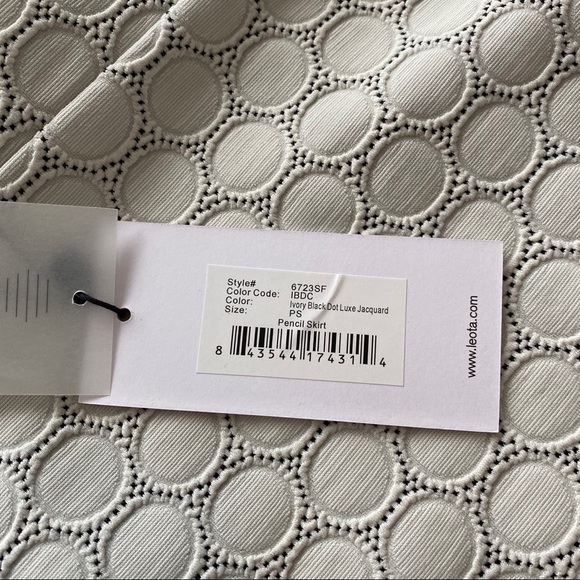 Style#   6723SF
Color Code:   IBDC
Color:   Ivory Black Dot Luxe Jacquard
Size:   PS
Pencil Skirt
8 43544 17431 4
www.leota.com